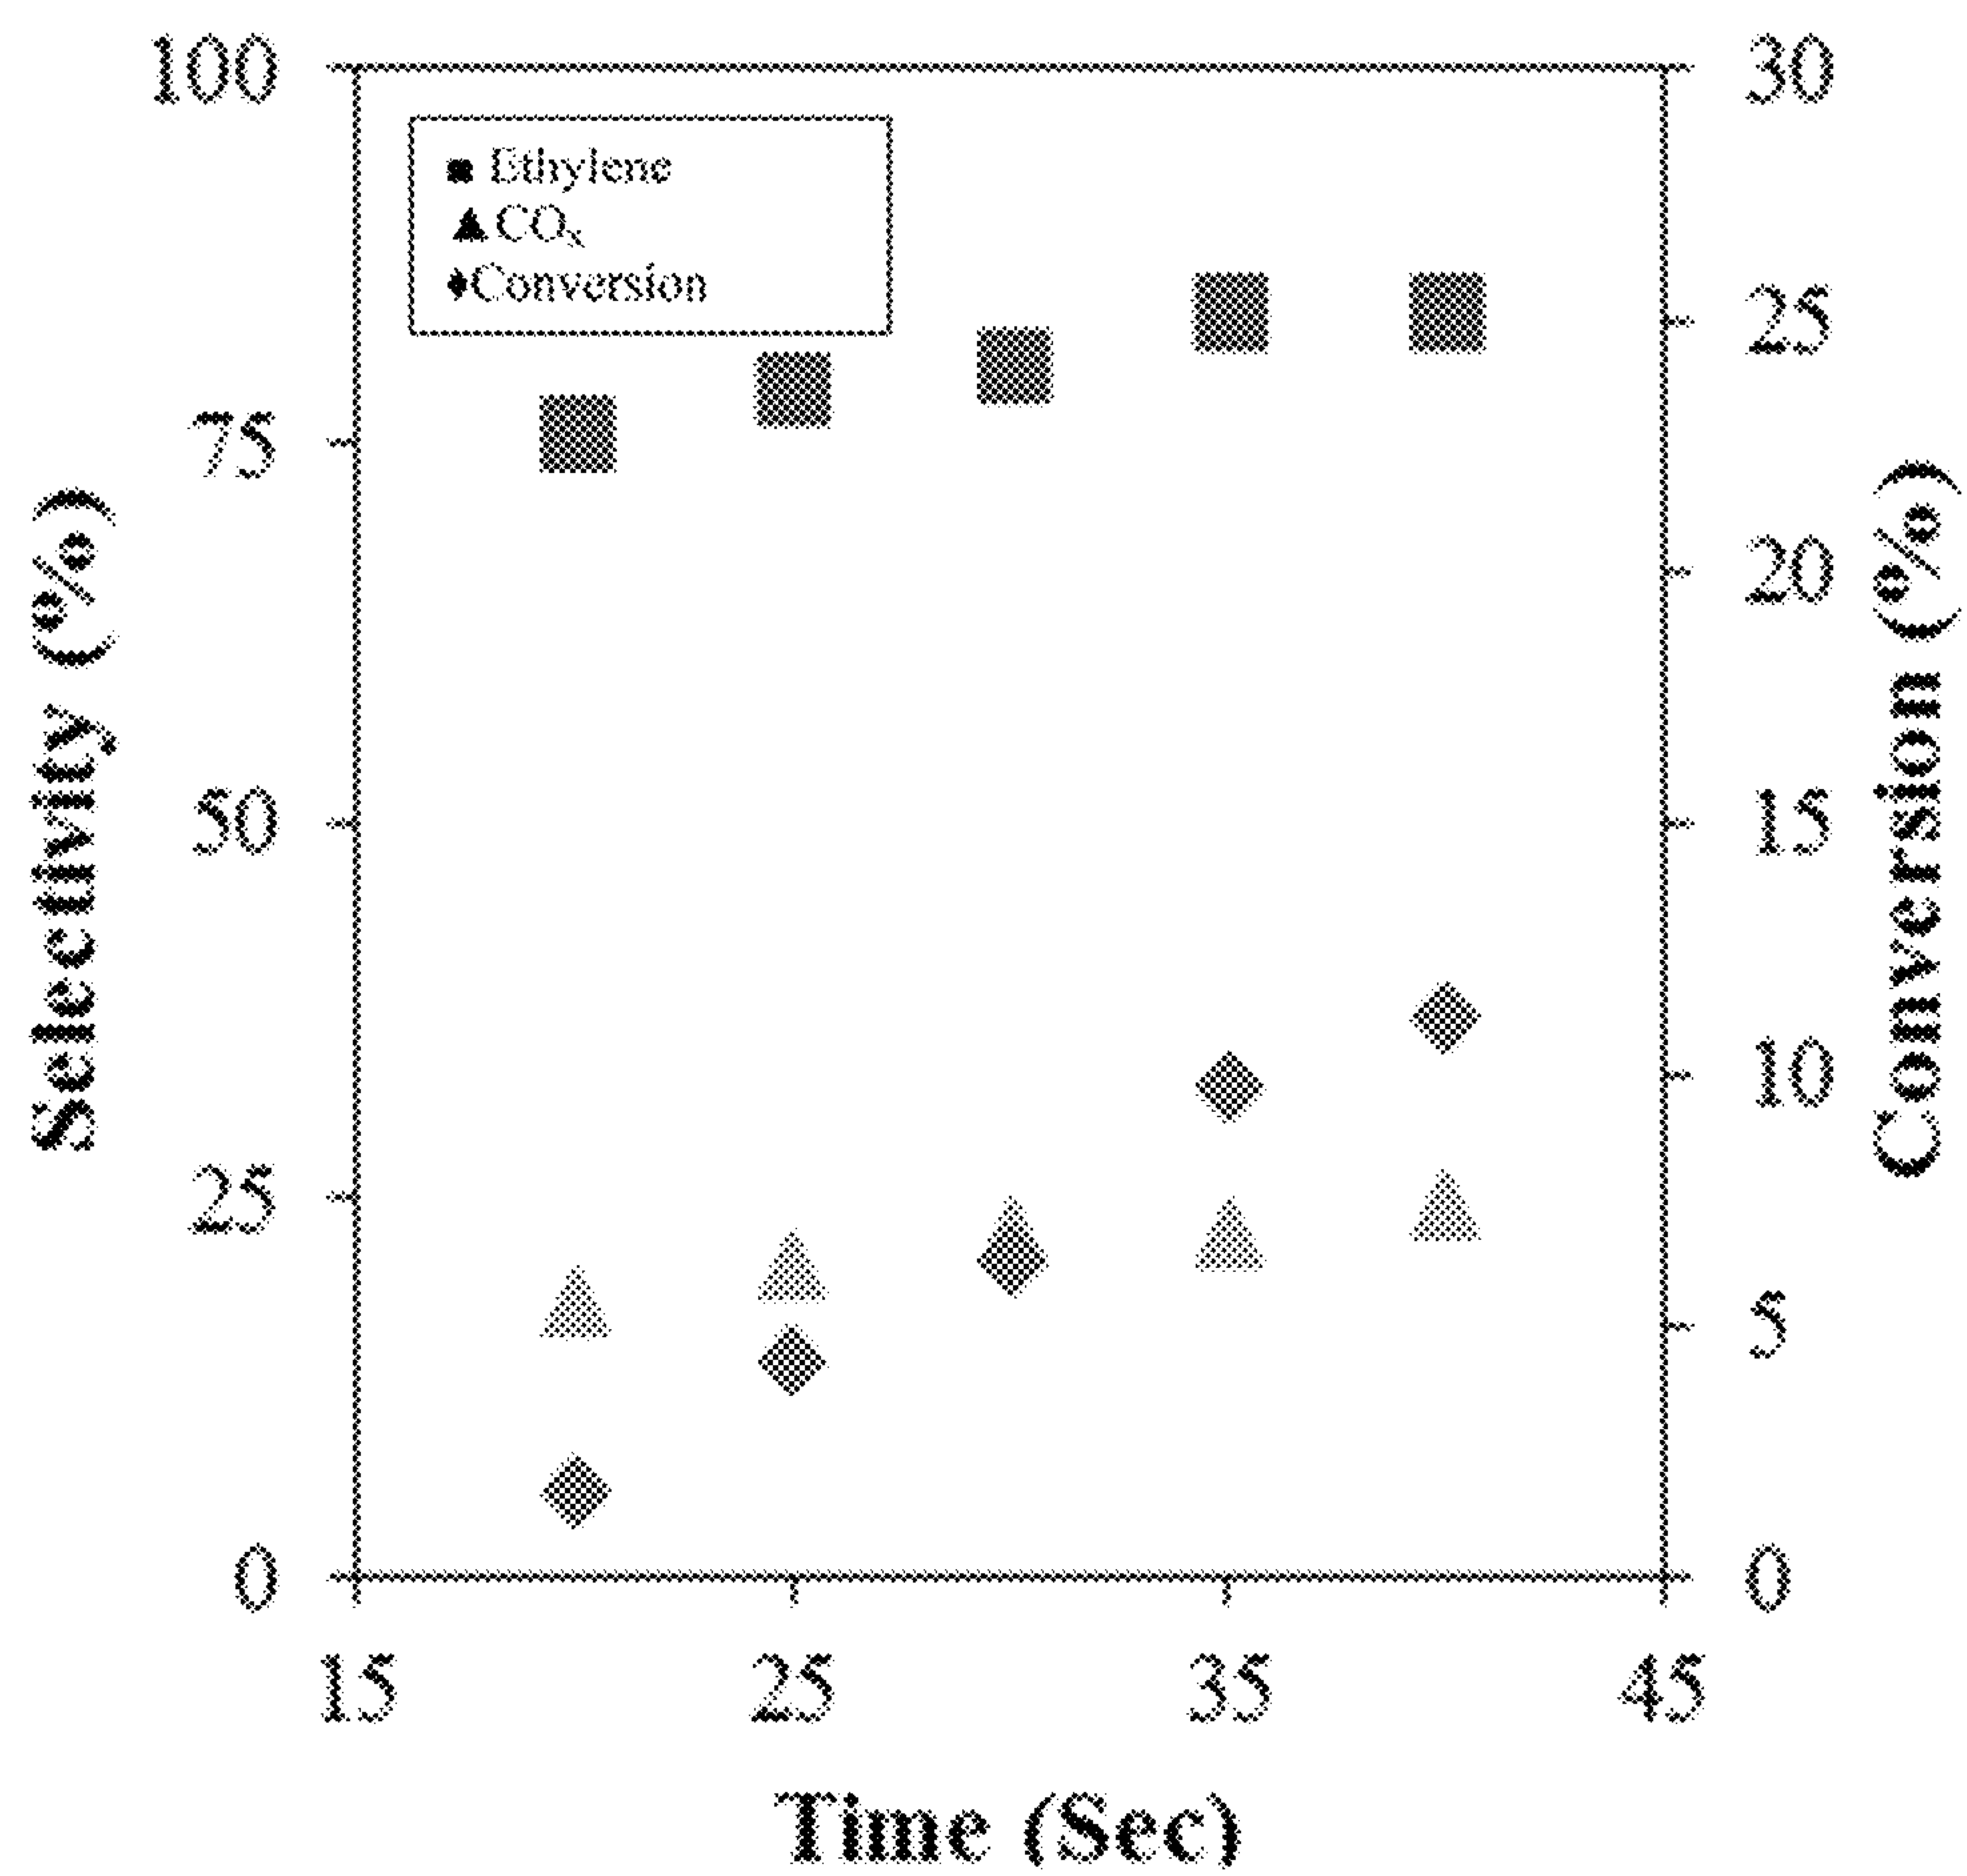 100
75
50
25
0
Selectivity (%)
Ethylene
COx
Conversion
30
25
20
15
10
5
0
Conversion (%)
15 25 35 45
Time (Sec)